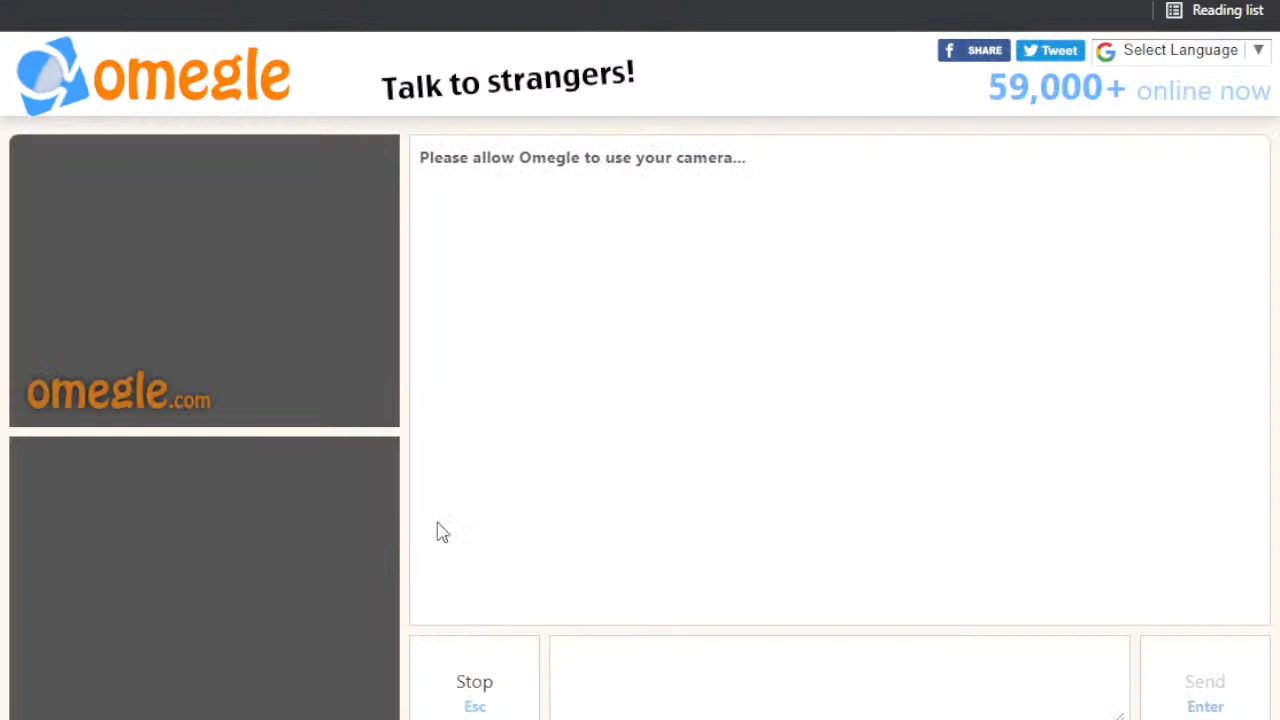 Reading list
omegle
Talk to strangers!
SHARE
Tweet
Select Language
59,000+ online now
Please allow Omegle to use your camera...
omegle.com
Stop
Esc
Send
Enter